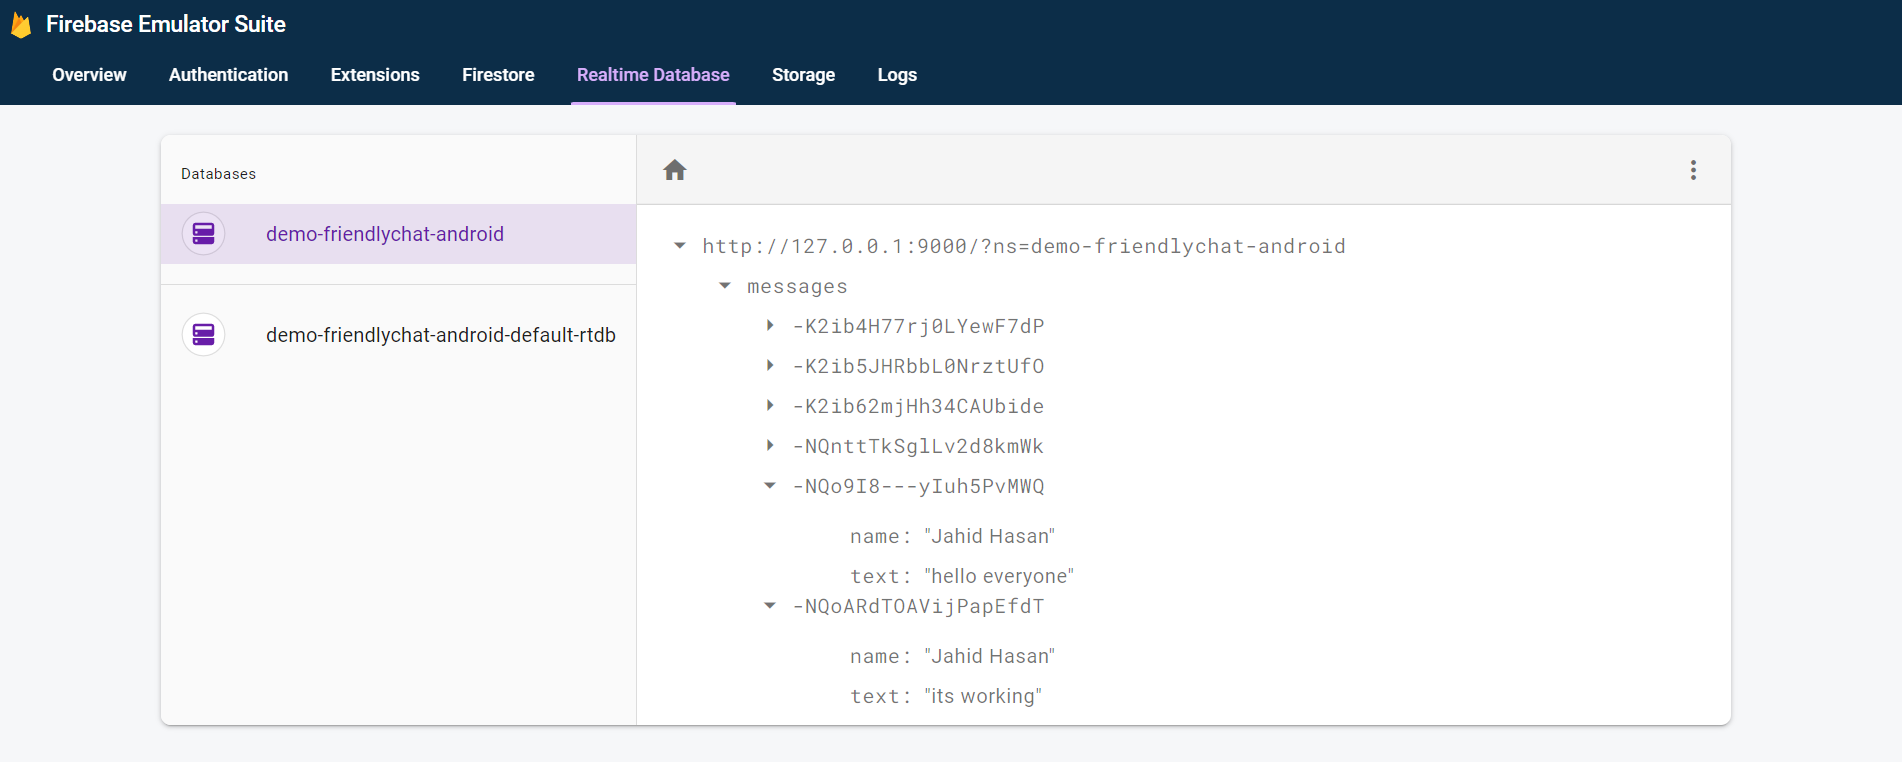 Firebase Emulator Suite
Overview Authentication Extensions Firestore Realtime Database Storage Logs
Databases
demo-friendlychat-android
demo-friendlychat-android-default-rtdb
http://127.0.0.1:9000/?ns=demo-friendlychat-android
messages
-K2ib4H77rj0LYewF7dP
-K2ib5JHRbbL0NrztUfO
-K2ib62mjHh34CAUbide
-NQnttTkSglLv2d8kmWk
-NQo9I8---yIuh5PvMWQ
name: "Jahid Hasan"
text: "hello everyone"
-NQoARdTOAVijPapEfdT
name: "Jahid Hasan"
text: "its working"